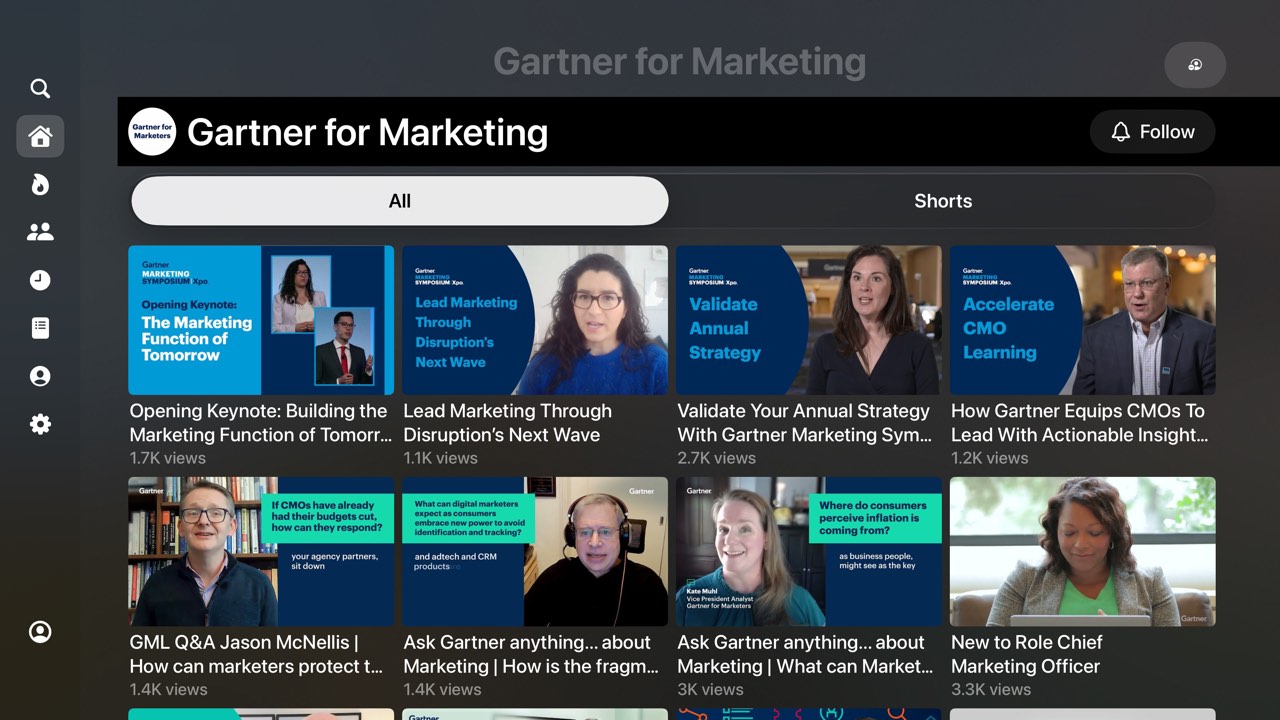 Gartner for Marketing
Gartner for
Marketers
Gartner for Marketing
Follow
All
Shorts
Gartner
MARKETING
SYMPOSIUM Xpo.
Opening Keynote:
The Marketing
Function of
Tomorrow
Gartner
MARKETING
SYMPOSIUM Xpo.
Lead Marketing
Through
Disruption's
Next Wave
Gartner
MARKETING
SYMPOSIUM Xpo.
Validate
Annual
Strategy
Gartner
MARKETING
SYMPOSIUM Xpo.
Accelerate
CMO
Learning
Opening Keynote: Building the
Marketing Function of Tomorr...
1.7K views
Lead Marketing Through
Disruption’s Next Wave
1.1K views
Validate Your Annual Strategy
With Gartner Marketing Sym...
2.7K views
How Gartner Equips CMOs To
Lead With Actionable Insight...
1.2K views
Gartner
If CMOs have already
had their budgets cut,
how can they respond?
your agency partners,
sit down
Gartner
What can digital marketers
expect as consumers
embrace new power to avoid
identification and tracking?
and adtech and CRM
products
Gartner
Where do consumers
perceive inflation is
coming from?
as business people,
might see as the key
Kate Muhl
Vice President Analyst
Gartner for Marketers
Gartner
GML Q&A Jason McNellis |
How can marketers protect t...
1.4K views
Ask Gartner anything... about
Marketing | How is the fragm...
1.4K views
Ask Gartner anything... about
Marketing | What can Market...
3K views
New to Role Chief
Marketing Officer
3.3K views
Gartner